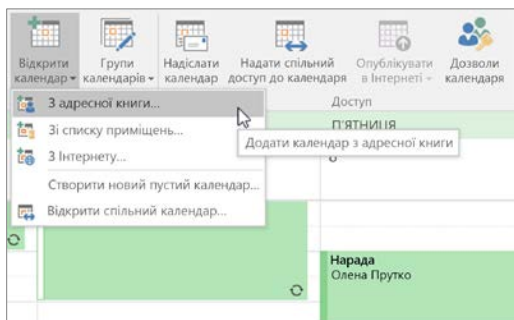 Відкрити календар
Групи календарів
Надіслати календар
Надати спільний доступ до календаря
Опублікувати в Інтернеті
Дозволи календаря
З адресної книги...
Доступ
Зі списку приміщень...
П'ЯТНИЦЯ
Додати календар з адресної книги
З Інтернету...
Створити новий пустий календар...
Відкрити спільний календар...
Нарада
Олена Прутко